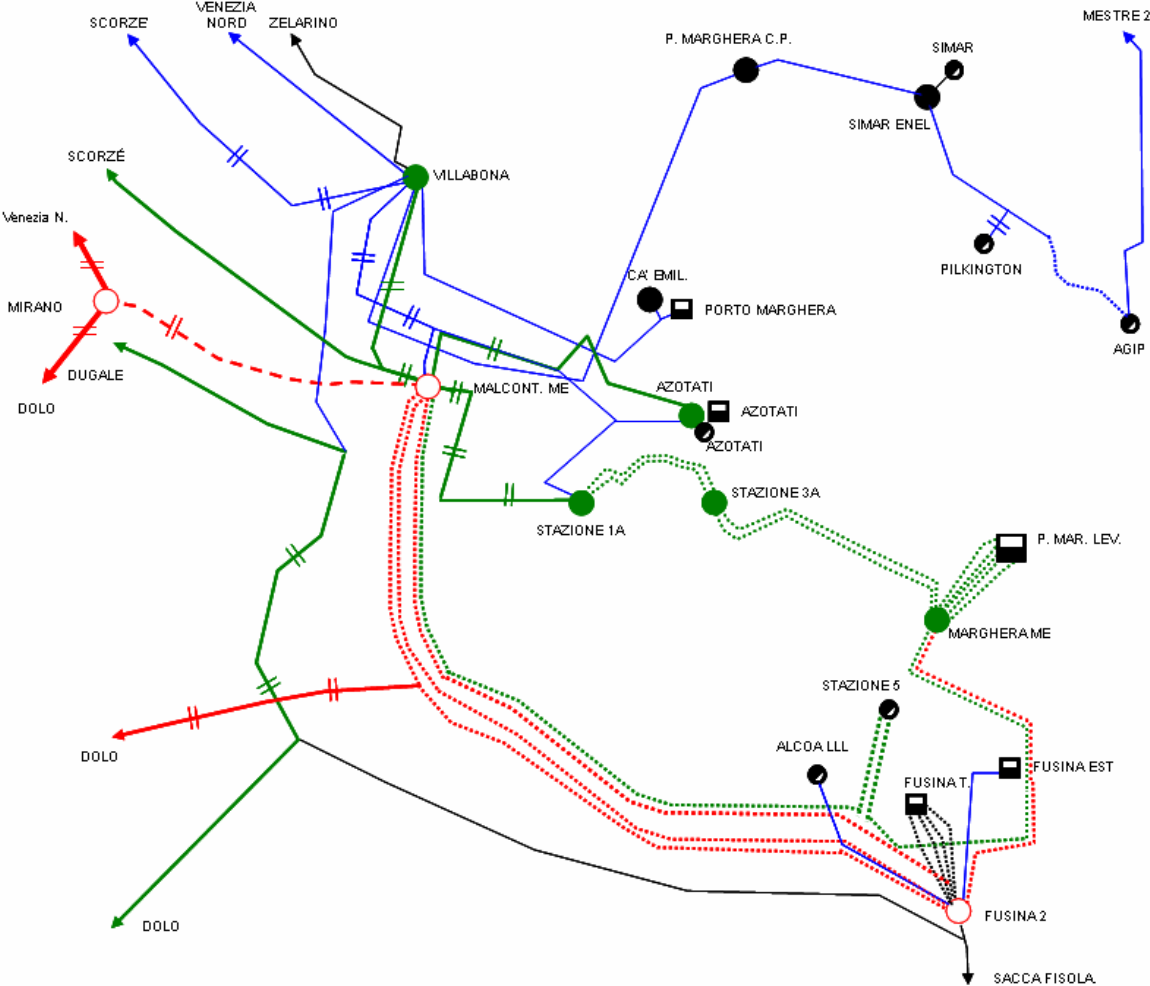 VENEZIA
NORD
SCORZE'
ZELARINO
MESTRE 2
P. MARGHERA C.P.
SIMAR
SIMAR ENEL
SCORZÉ
VILLABONA
Venezia N.
PILKINGTON
CA' EMIL.
PORTO MARGHERA
MIRANO
AGIP
DUGALE
DOLO
MALCONT. ME
AZOTATI
AZOTATI
AZOTATI
STAZIONE 3A
STAZIONE 1A
P. MAR. LEV.
MARGHERA ME
STAZIONE 5
DOLO
ALCOA LLL
FUSINA T.
FUSINA EST
DOLO
FUSINA 2
SACCA FISOLA.